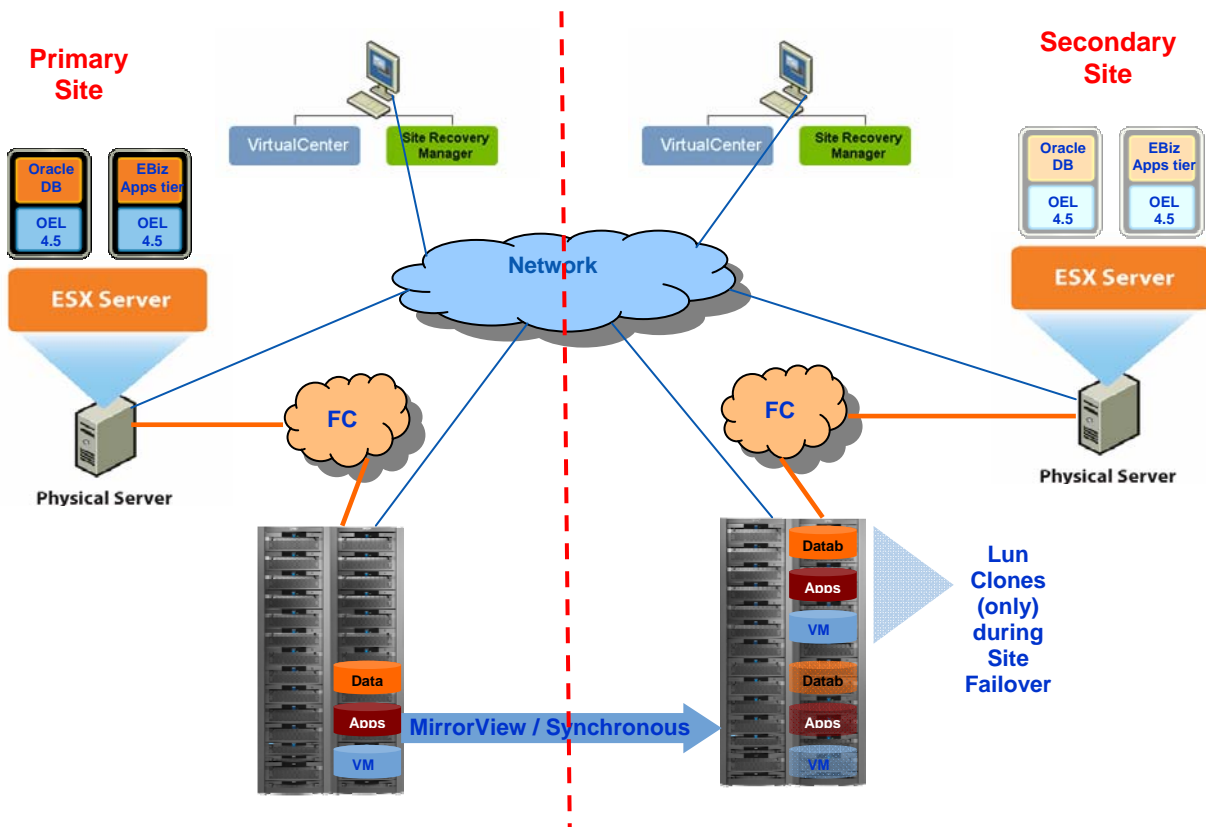 Primary
Site
Secondary
Site
VirtualCenter
Site Recovery
Manager
VirtualCenter
Site Recovery
Manager
Oracle
DB
EBiz
Apps tier
OEL
4.5
OEL
4.5
ESX Server
Oracle
DB
EBiz
Apps tier
OEL
4.5
OEL
4.5
ESX Server
Network
FC
FC
Physical Server
Physical Server
Datab
Apps
VM
Datab
Apps
VM
Lun
Clones
(only)
during
Site
Failover
Data
Apps
VM
MirrorView / Synchronous